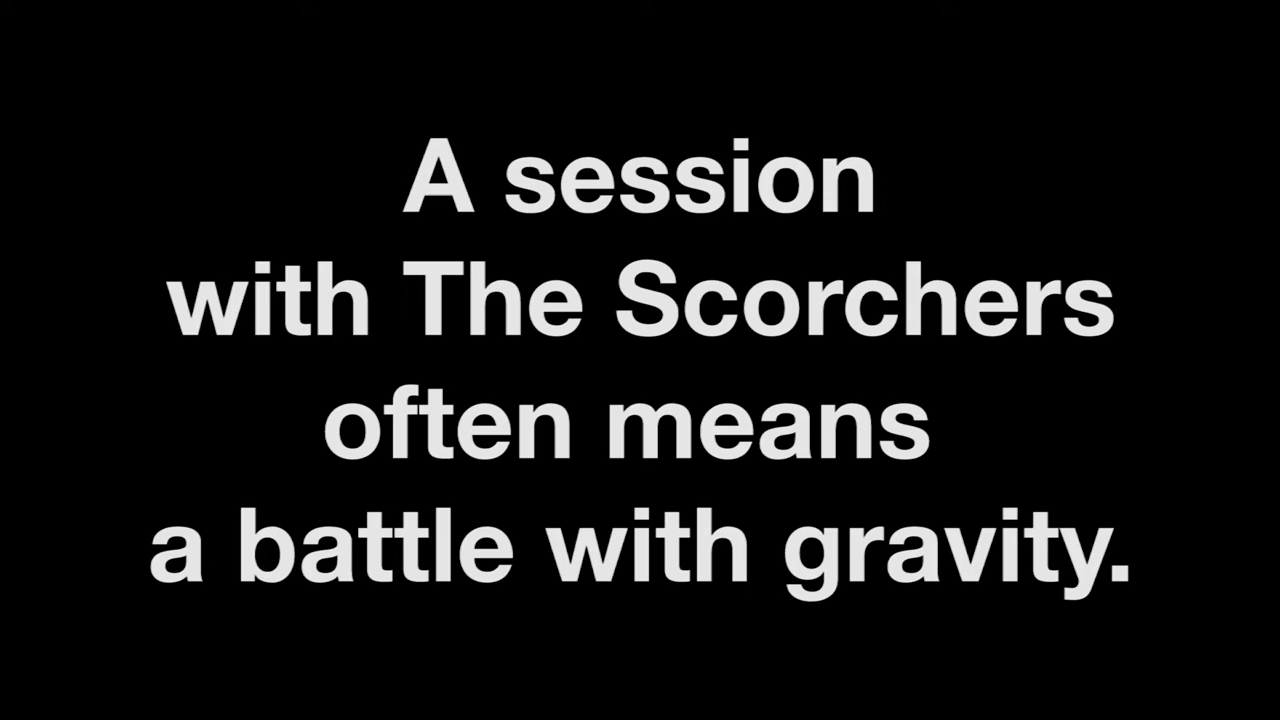 A session
with The Scorchers
often means
a battle with gravity.